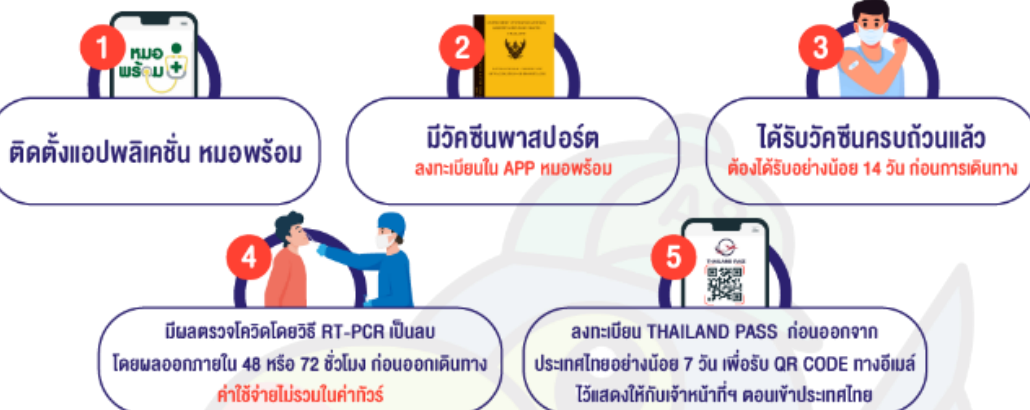 1
หมอ
พร้อม
ติดตั้งแอปพลิเคชั่น หมอพร้อม
2
THAILAND
มีวัคซีนพาสปอร์ต
ลงทะเบียนใน APP หมอพร้อม
3
ได้รับวัคซีนครบถ้วนแล้ว
ต้องได้รับอย่างน้อย 14 วัน ก่อนการเดินทาง
4
มีผลตรวจโควิดโดยวิธี RT-PCR เป็นลบ
โดยผลออกภายใน 48 หรือ 72 ชั่วโมง ก่อนออกเดินทาง
ค่าใช้จ่ายไม่รวมในค่าทัวร์
5
THAILAND PASS
ลงทะเบียน THAILAND PASS ก่อนออกจาก
ประเทศไทยอย่างน้อย 7 วัน เพื่อรับ QR CODE ทางอีเมล์
ไว้แสดงให้กับเจ้าหน้าที่ฯ ตอนเข้าประเทศไทย